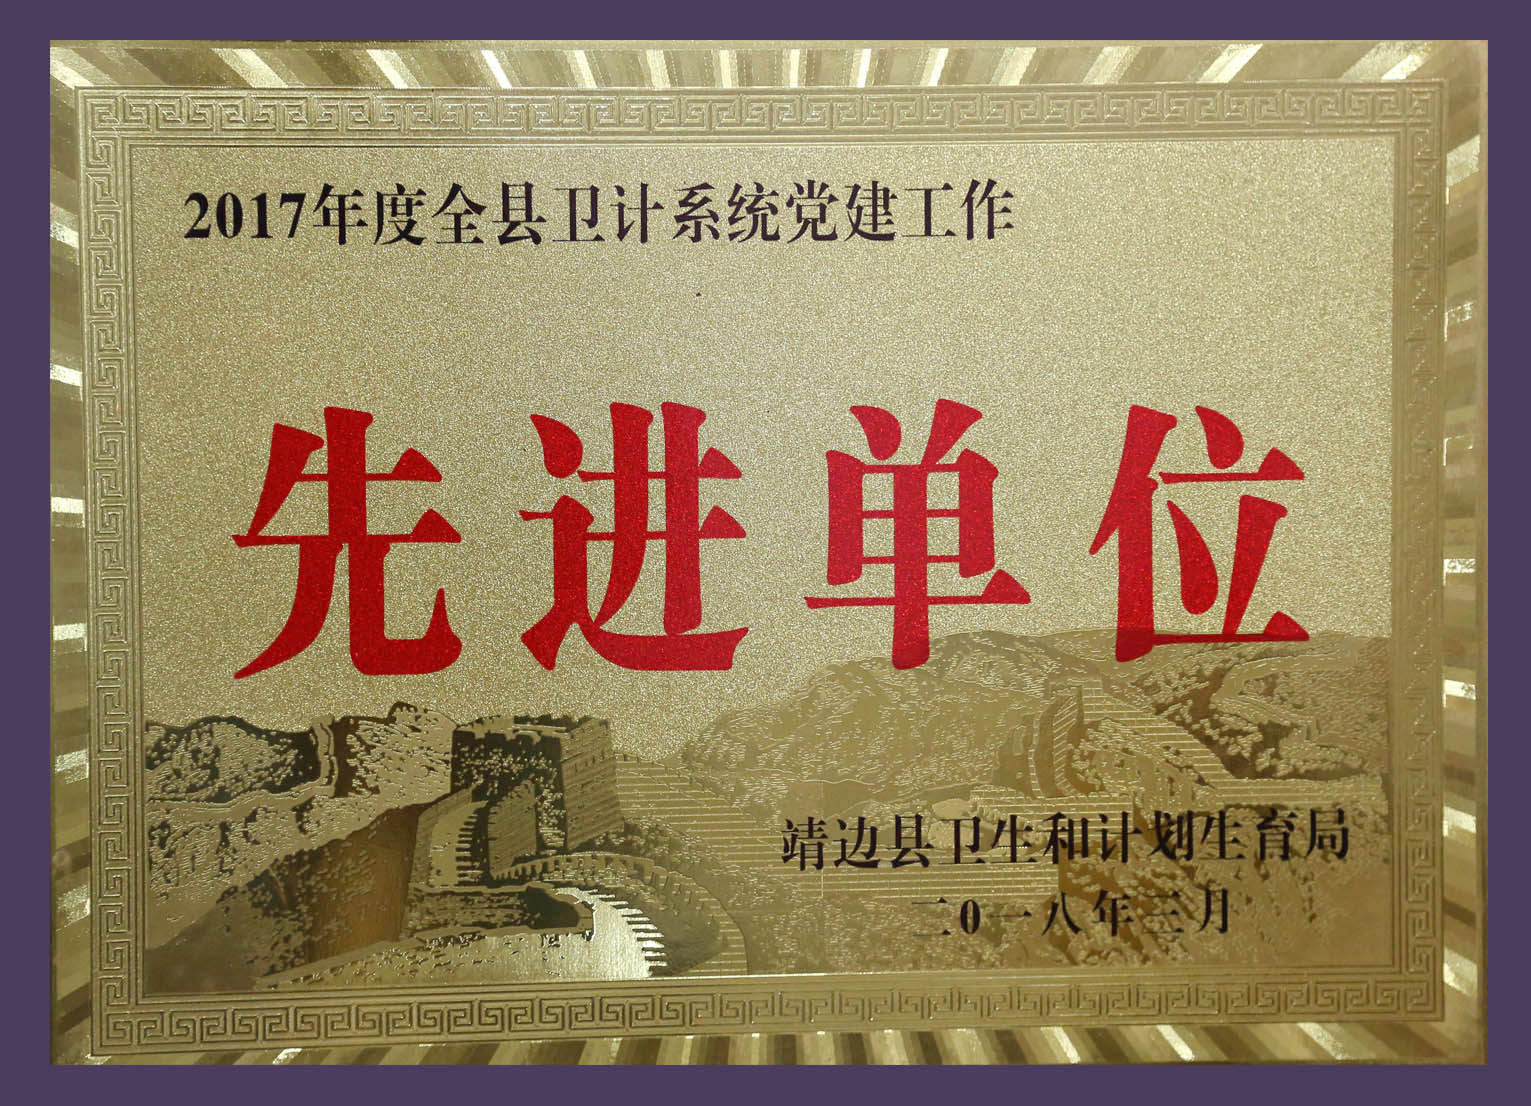 2017年度全县卫计系统党建工作
先进单位
靖边县卫生和计划生育局
二0一八年三月